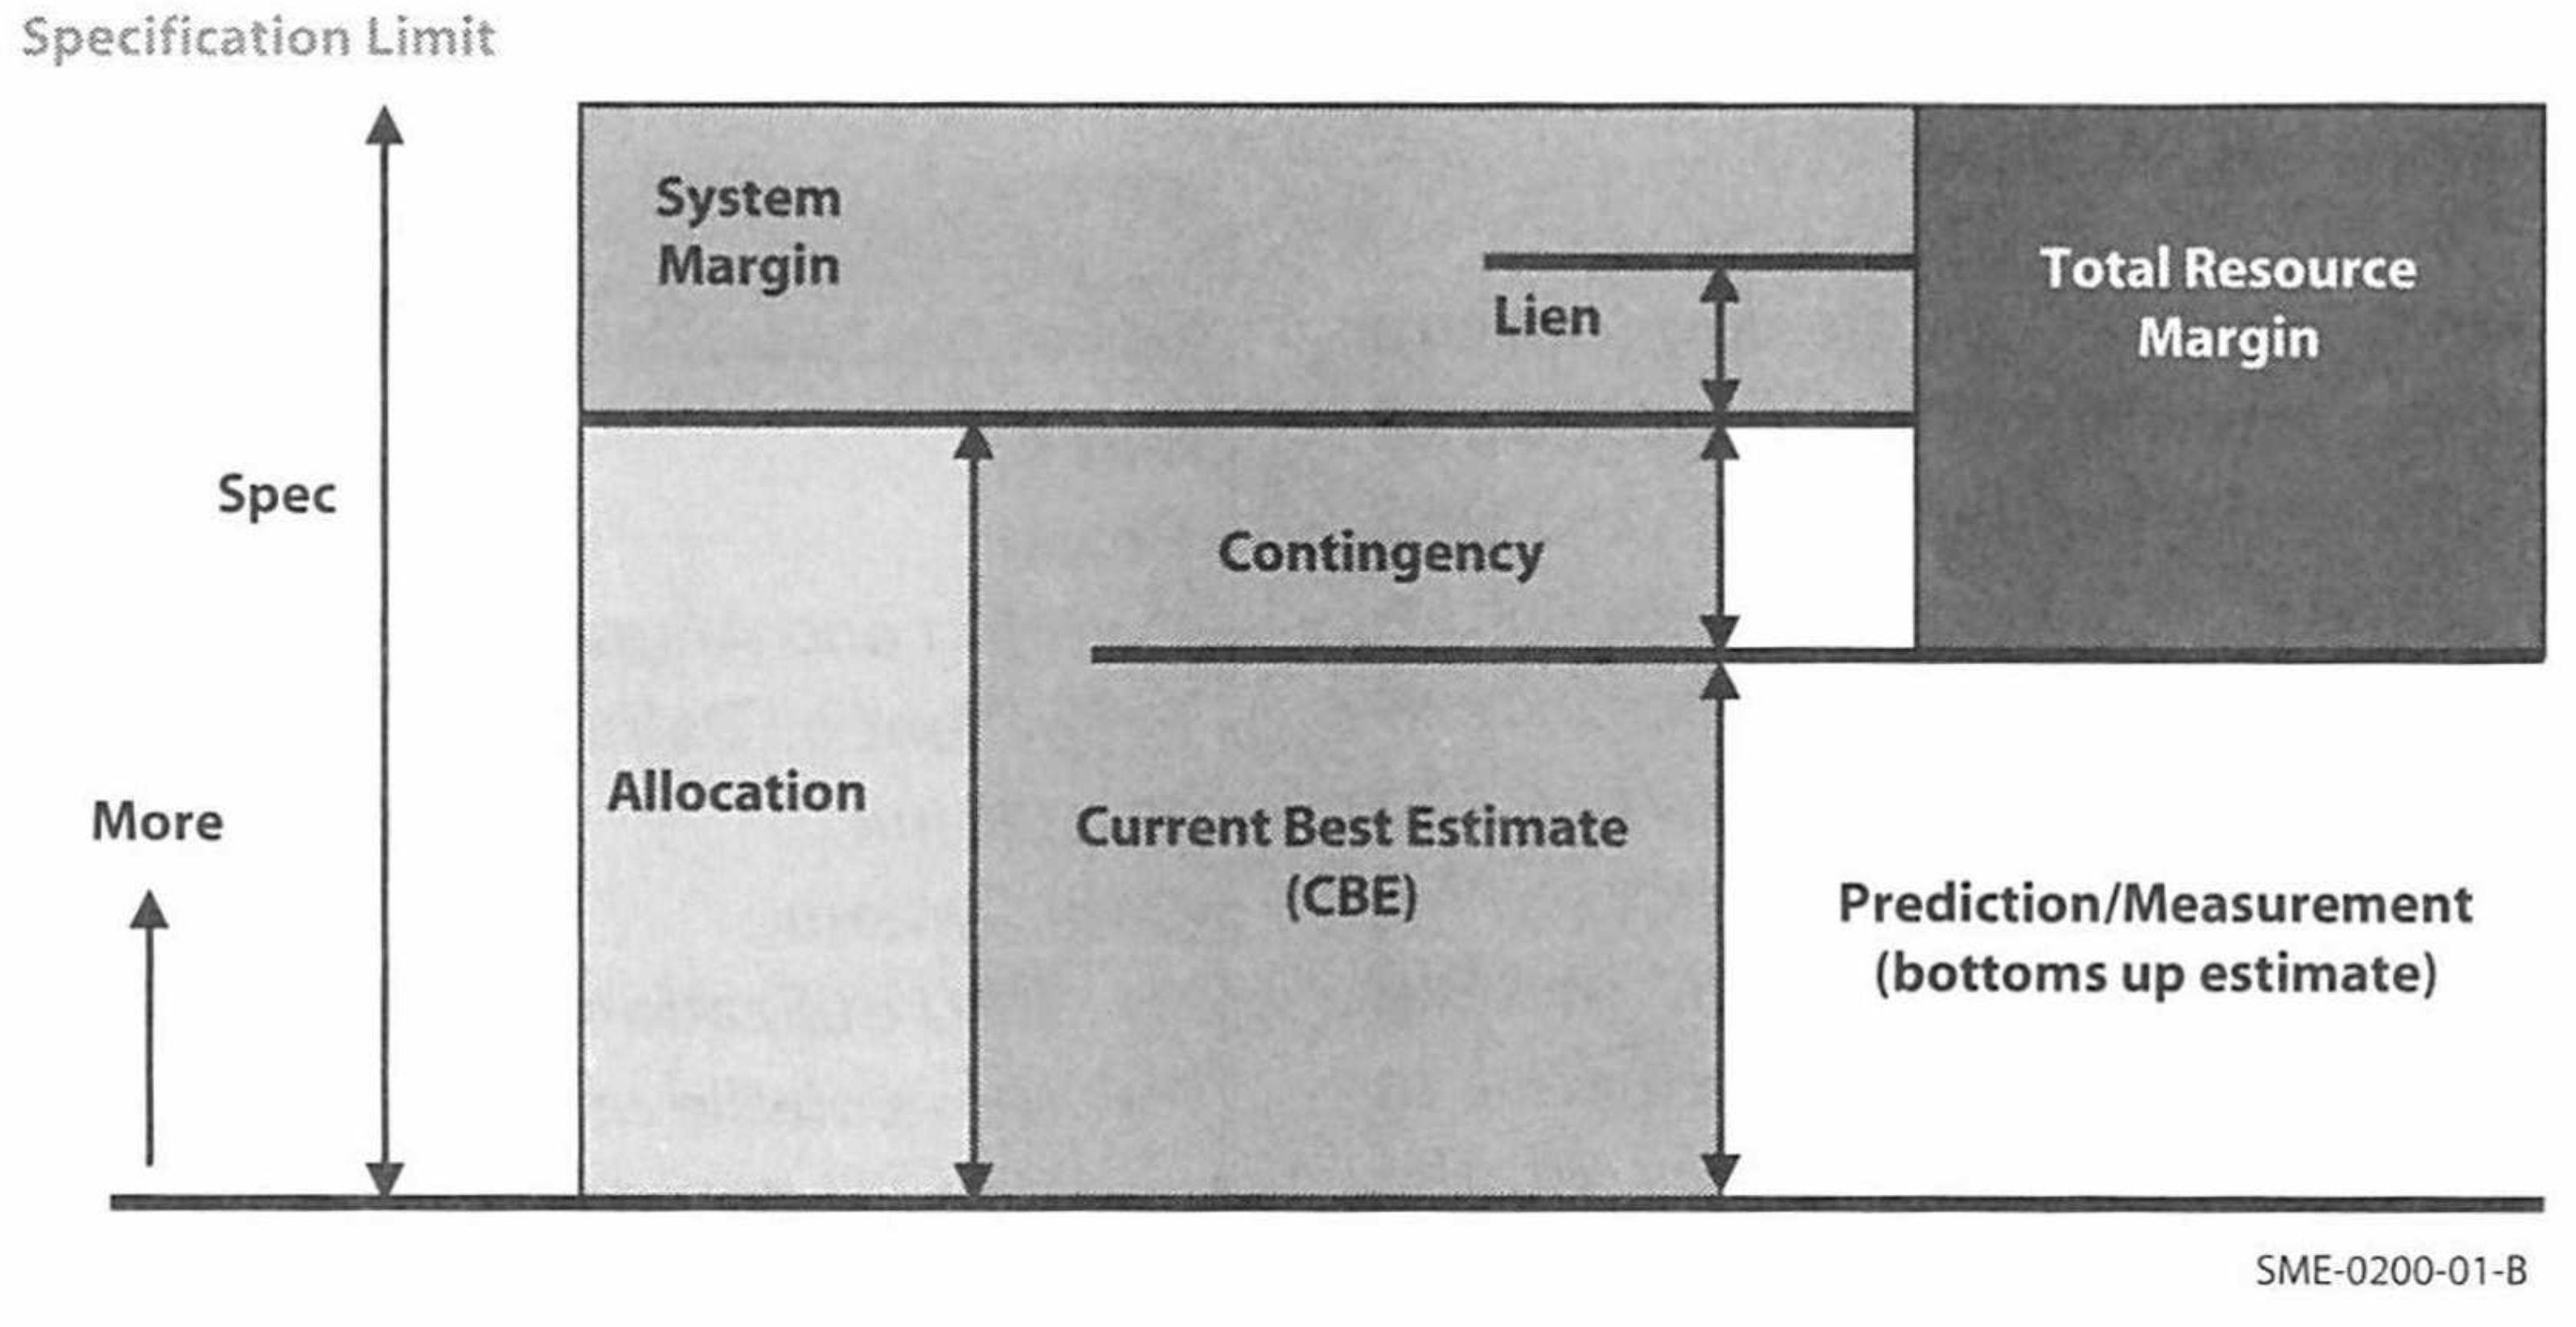 Specification Limit
System
Margin
Lien
Total Resource
Margin
Spec
Contingency
More
Allocation
Current Best Estimate
(CBE)
Prediction/Measurement
(bottoms up estimate)
SME-0200-01-B